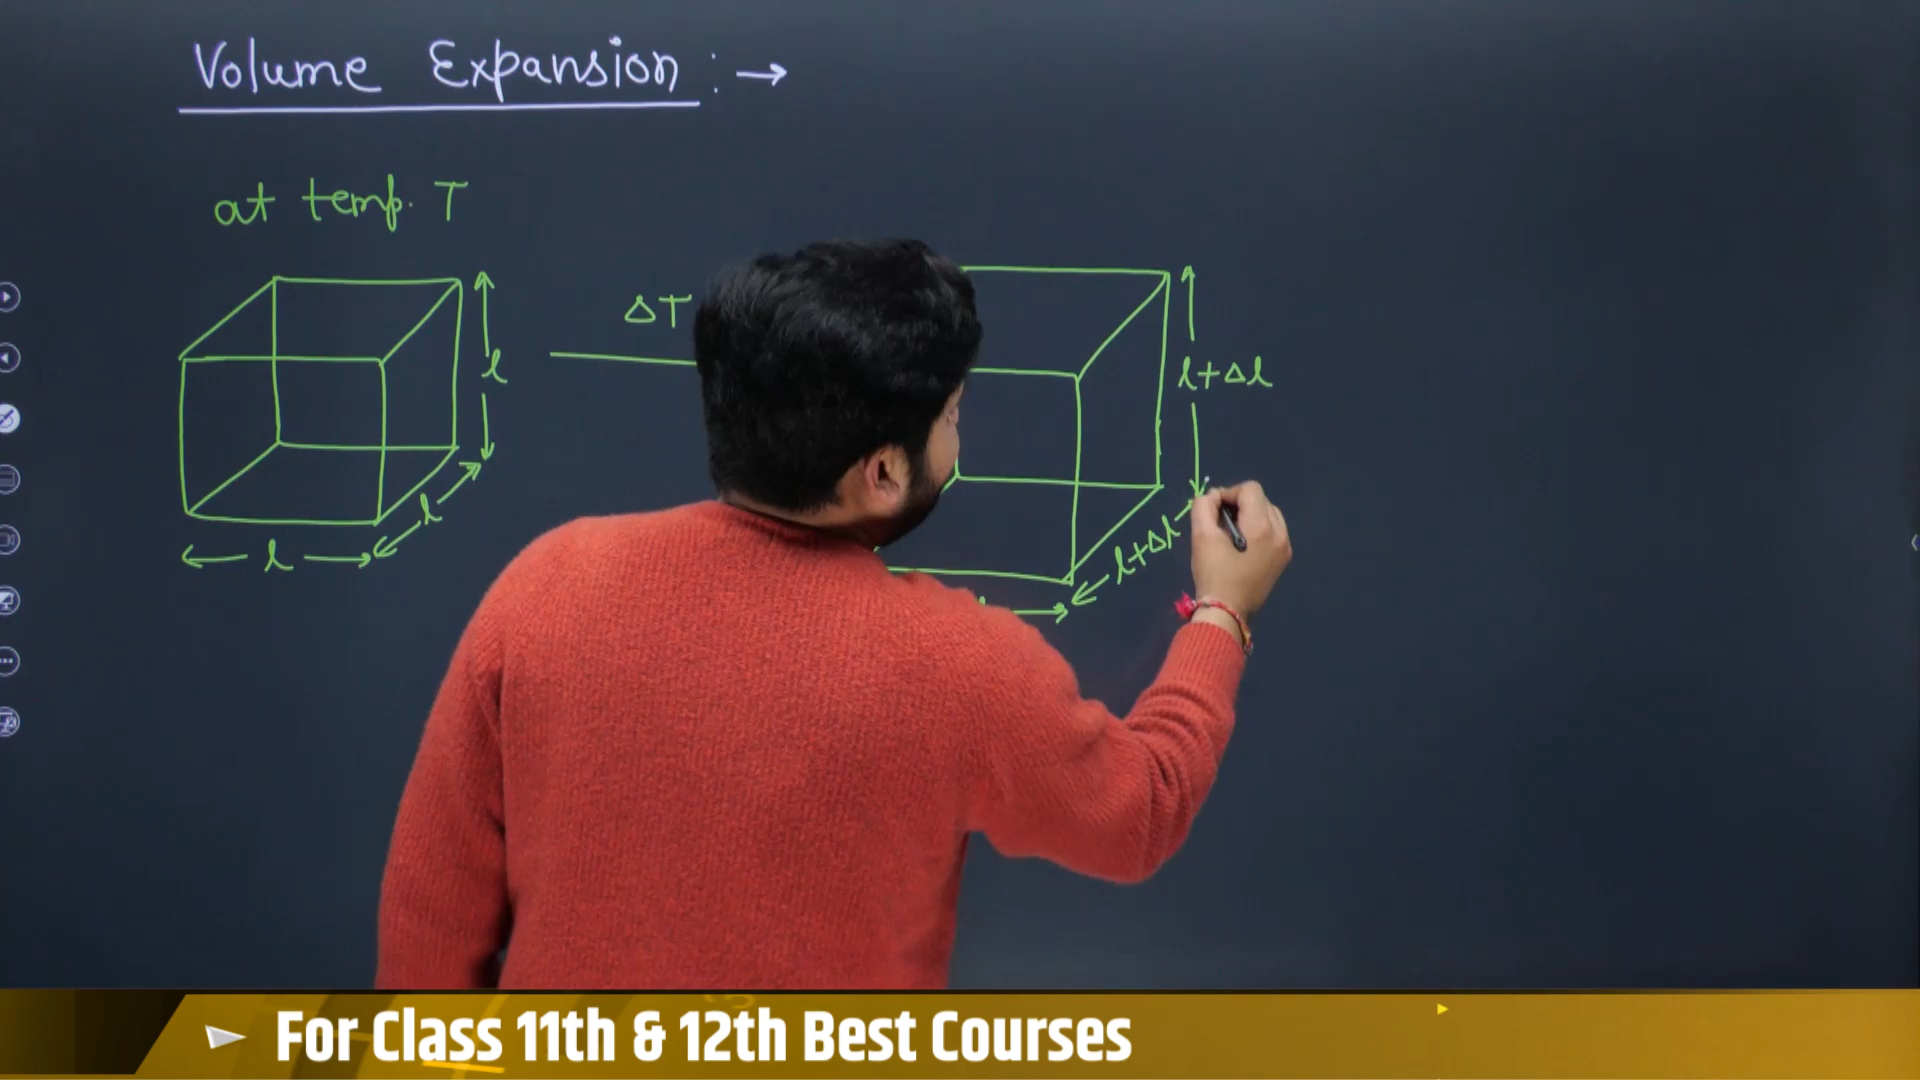 Volume Expansion : →
at temp. T
l
l
l
ΔT
l+Δl
l+Δl
For Class 11th & 12th Best Courses